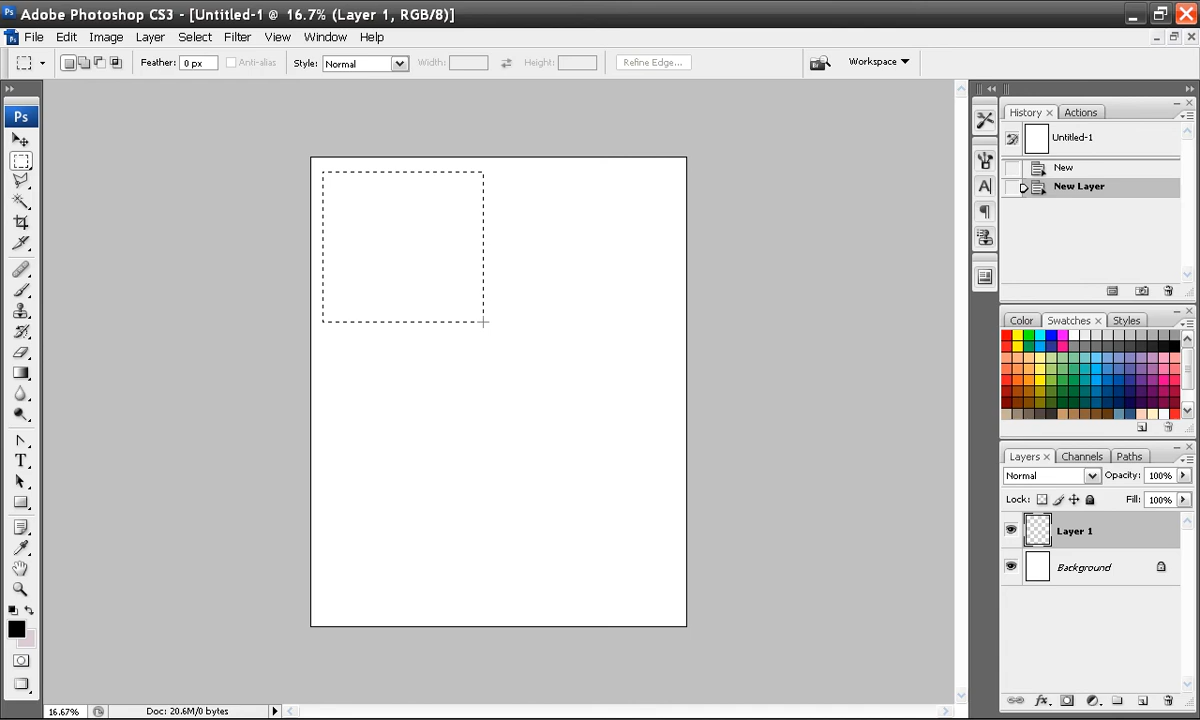 Adobe Photoshop CS3 - [Untitled-1 @ 16.7% (Layer 1, RGB/8)]
File Edit Image Layer Select Filter View Window Help
Feather: 0 px Anti-alias Style: Normal Width: Height: Refine Edge... Workspace
Ps
History Actions
Untitled-1
New
New Layer
Color Swatches Styles
Layers Channels Paths
Normal Opacity: 100%
Lock: Fill: 100%
Layer 1
Background
16.67% Doc: 20.6M/0 bytes